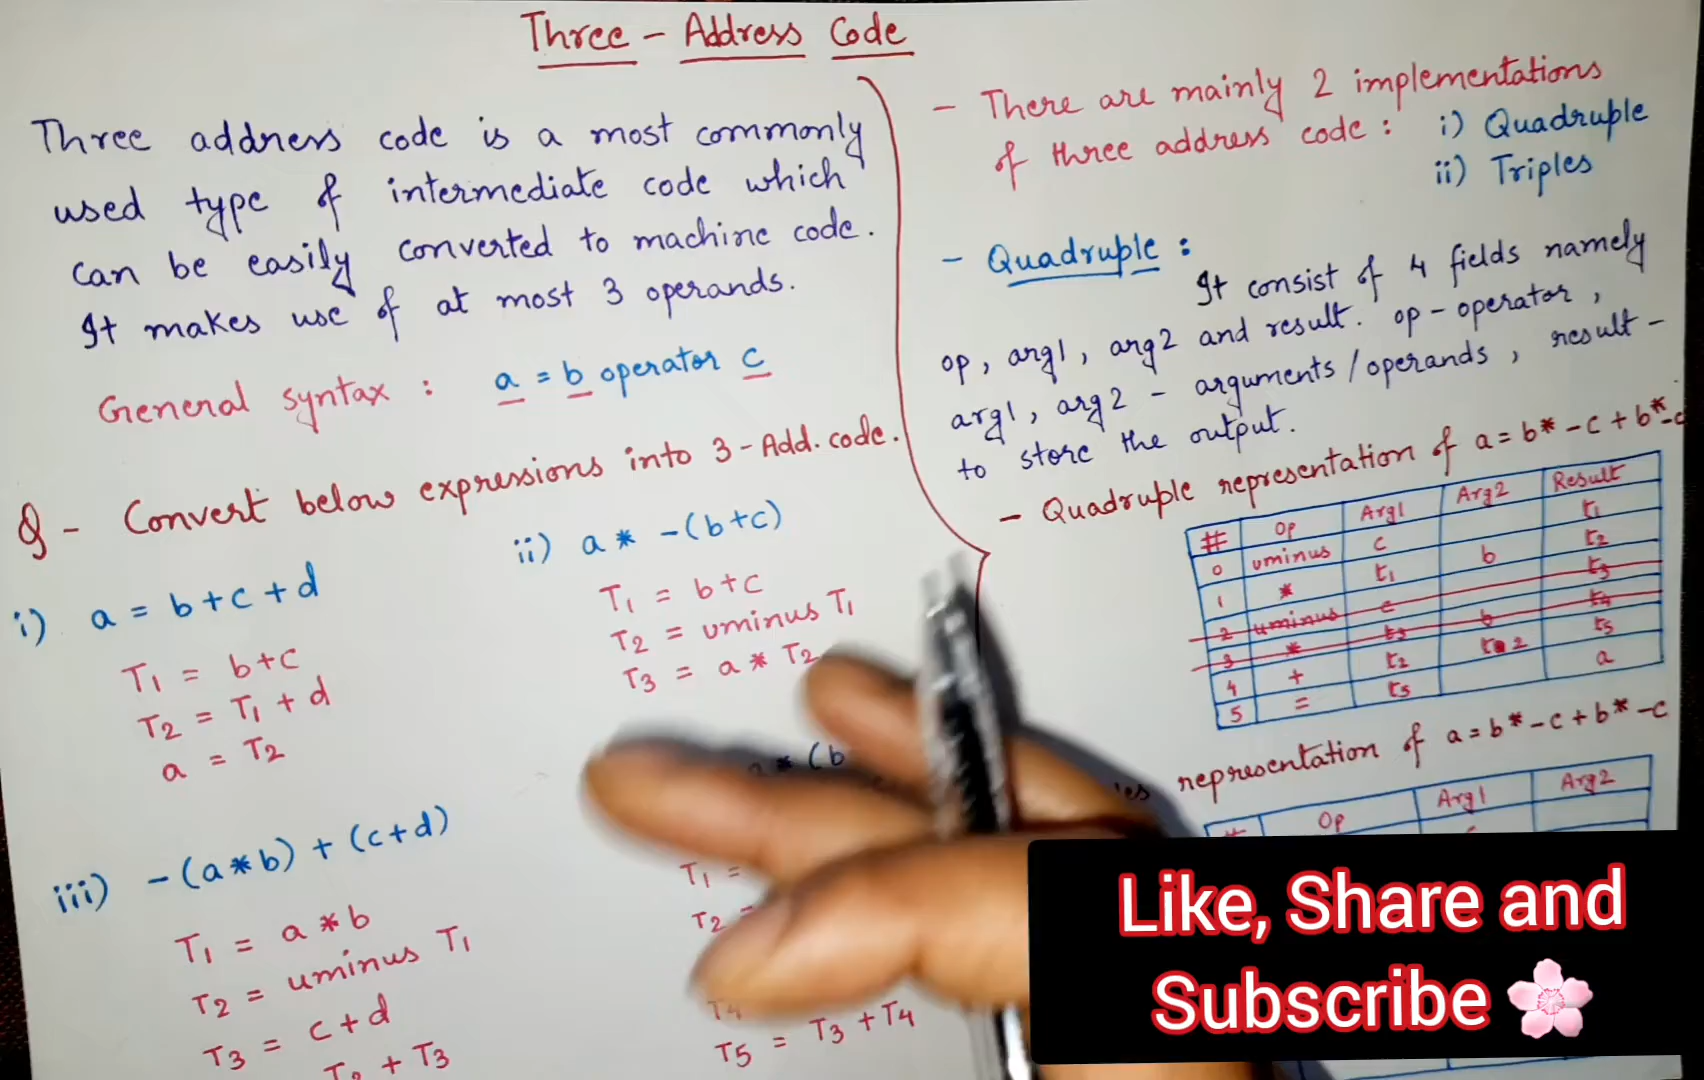 Three - Address Code
Three address code is a most commonly
used type of intermediate code which
can be easily converted to machine code.
It makes use of at most 3 operands.
General syntax : a = b operator c
Q - Convert below expressions into 3-Add. code.
i) a = b+c+d
T1 = b+c
T2 = T1 + d
a = T2
ii) a * -(b+c)
T1 = b+c
T2 = uminus T1
T3 = a * T2
iii) -(a*b) + (c+d)
T1 = a * b
T2 = uminus T1
T3 = c+d
T2 + T3
a * (b
T1 =
T2
T4
T5 = T3 + T4
- There are mainly 2 implementations
of three address code : i) Quadruple
ii) Triples
- Quadruple :
It consist of 4 fields namely
op, arg1, arg2 and result. op - operator,
arg1, arg2 - arguments/operands, result -
to store the output.
- Quadruple representation of a = b* -c + b* -c
# Op Arg1 Arg2 Result
0 uminus c t1
1 * t1 b t2
2 uminus c t3
3 * t3 b t4
4 + t2 t2 t5
5 = t5 a
representation of a = b* -c + b* -c
Op Arg1 Arg2
Like, Share and
Subscribe